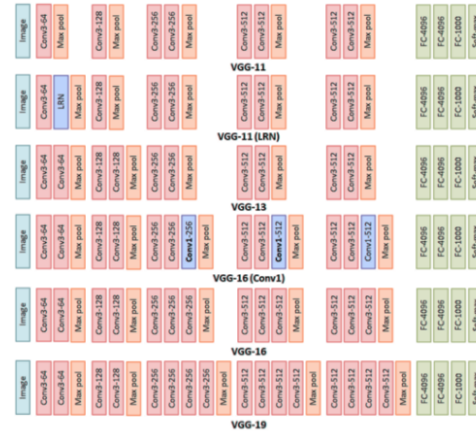 Image Conv3-64 Max pool Conv3-128 Max pool Conv3-256 Conv3-256 Max pool Conv3-512 Conv3-512 Max pool Conv3-512 Conv3-512 Max pool FC-4096 FC-4096 FC-1000
VGG-11
Image Conv3-64 LRN Max pool Conv3-128 Max pool Conv3-256 Conv3-256 Max pool Conv3-512 Conv3-512 Max pool Conv3-512 Conv3-512 Max pool FC-4096 FC-4096 FC-1000
VGG-11 (LRN)
Image Conv3-64 Conv3-64 Max pool Conv3-128 Conv3-128 Max pool Conv3-256 Conv3-256 Max pool Conv3-512 Conv3-512 Max pool Conv3-512 Conv3-512 Max pool FC-4096 FC-4096 FC-1000
VGG-13
Image Conv3-64 Conv3-64 Max pool Conv3-128 Conv3-128 Max pool Conv3-256 Conv3-256 Conv1-256 Max pool Conv3-512 Conv3-512 Conv1-512 Max pool Conv3-512 Conv3-512 Conv1-512 Max pool FC-4096 FC-4096 FC-1000
VGG-16 (Conv1)
Image Conv3-64 Conv3-64 Max pool Conv3-128 Conv3-128 Max pool Conv3-256 Conv3-256 Conv3-256 Max pool Conv3-512 Conv3-512 Conv3-512 Max pool Conv3-512 Conv3-512 Conv3-512 Max pool FC-4096 FC-4096 FC-1000
VGG-16
Image Conv3-64 Conv3-64 Max pool Conv3-128 Conv3-128 Max pool Conv3-256 Conv3-256 Conv3-256 Conv3-256 Max pool Conv3-512 Conv3-512 Conv3-512 Conv3-512 Max pool Conv3-512 Conv3-512 Conv3-512 Conv3-512 Max pool FC-4096 FC-4096 FC-1000
VGG-19